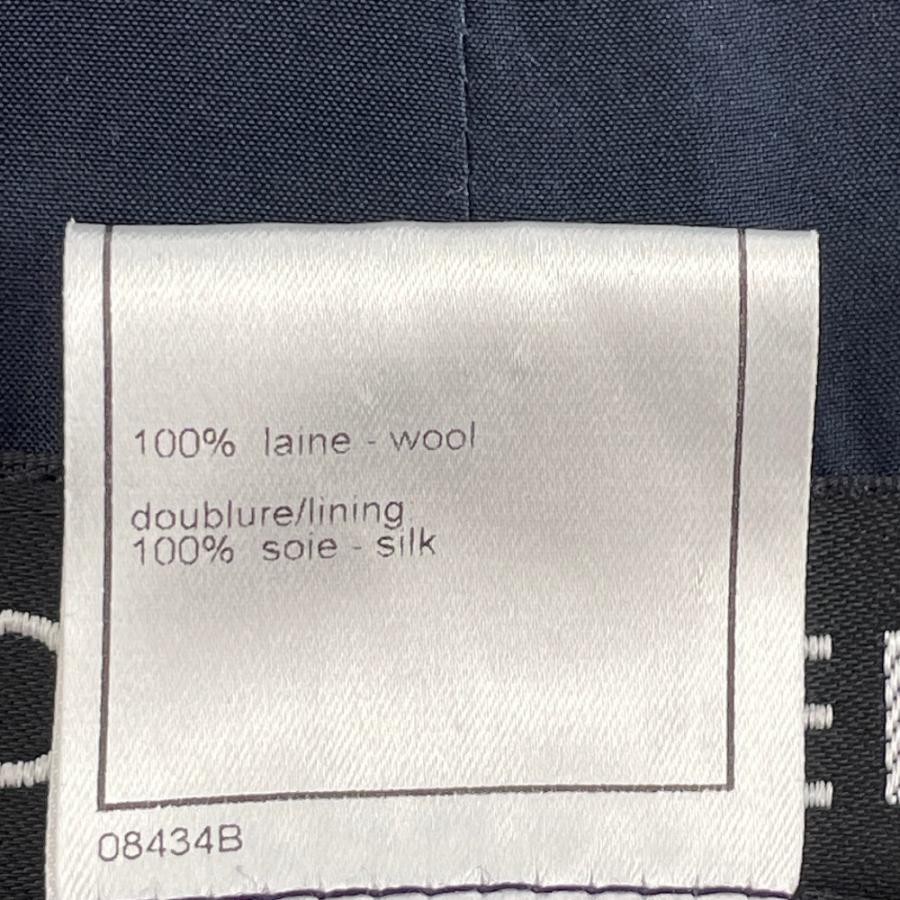 100% laine - wool
doublure/lining
100% soie - silk
08434B